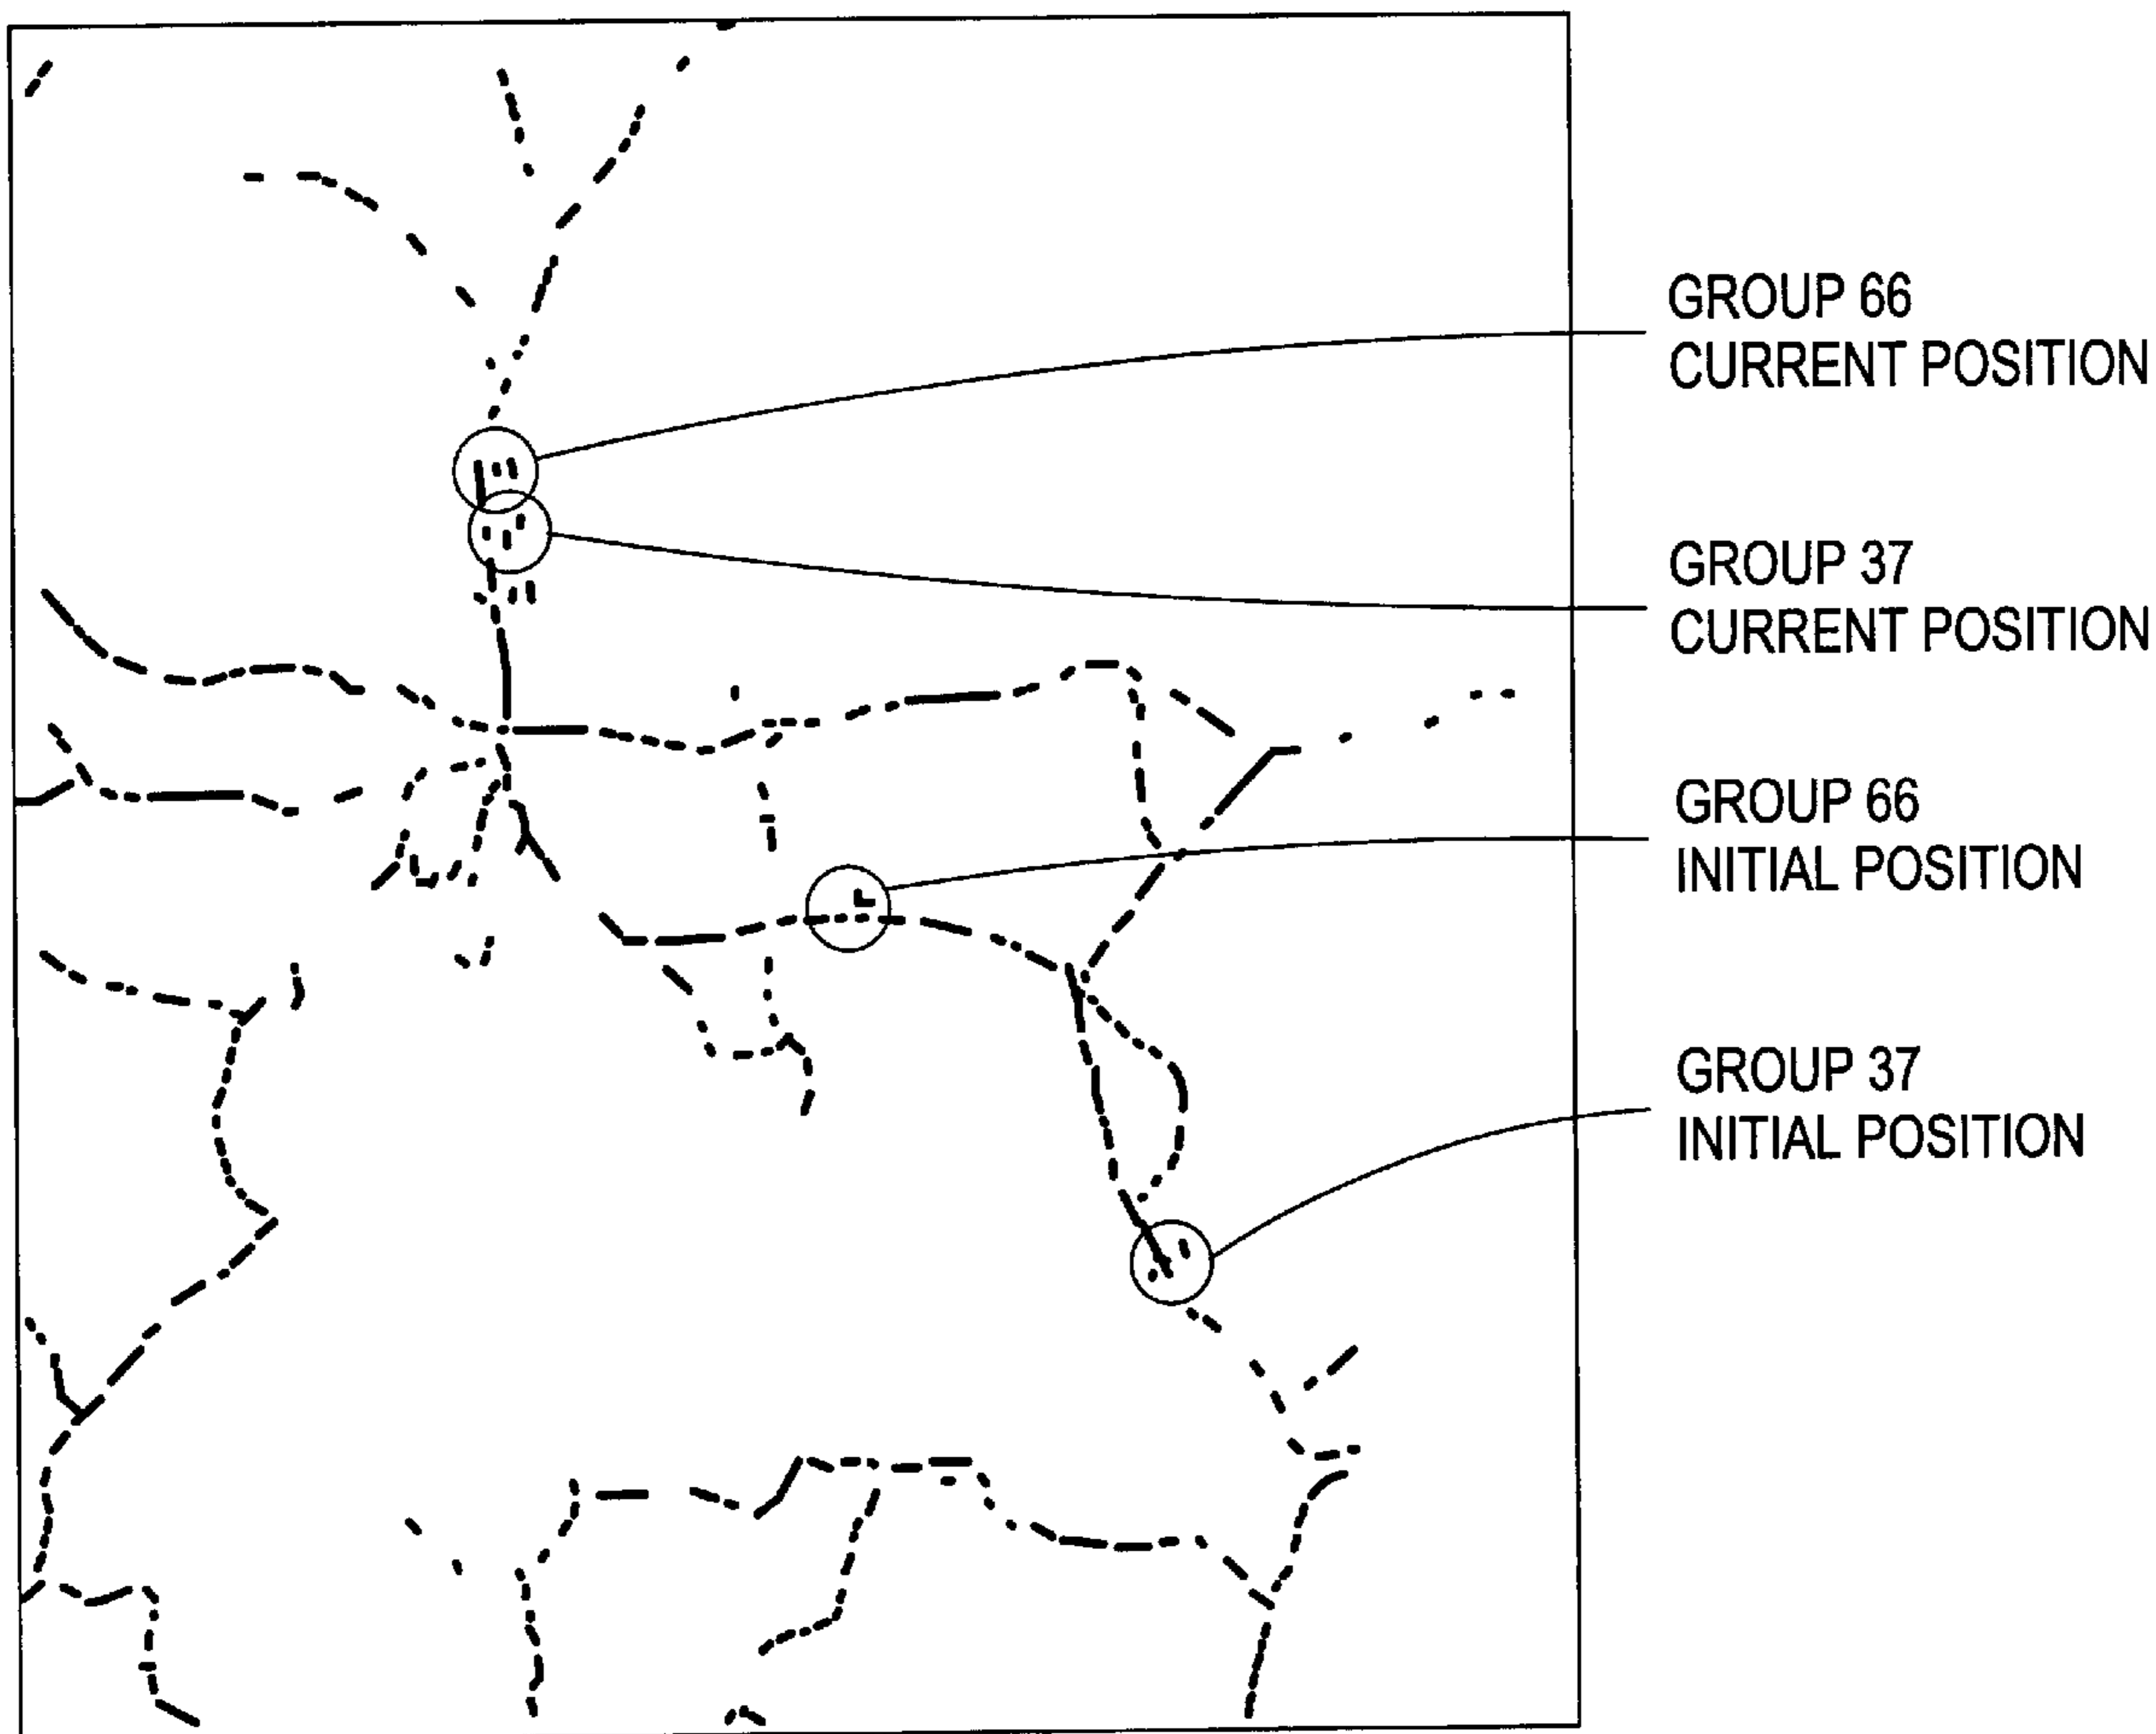 GROUP 66
CURRENT POSITION
GROUP 37
CURRENT POSITION
GROUP 66
INITIAL POSITION
GROUP 37
INITIAL POSITION